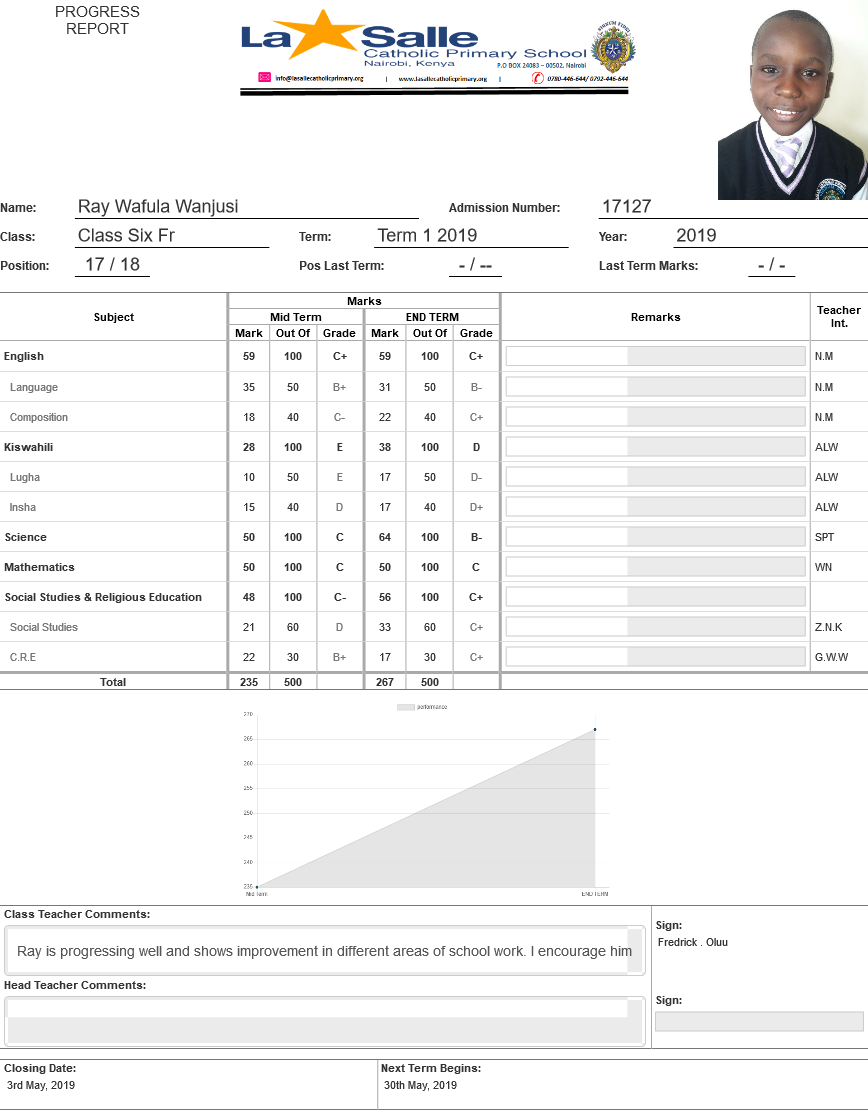 PROGRESS
REPORT
La Salle
Catholic Primary School
Nairobi, Kenya
P.O BOX 24083 – 00502, Nairobi
info@lasallecatholicprimary.org | www.lasallecatholicprimary.org | 0780-446-644/ 0792-446-644
Name: Ray Wafula Wanjusi Admission Number: 17127
Class: Class Six Fr Term: Term 1 2019 Year: 2019
Position: 17 / 18 Pos Last Term: - / -- Last Term Marks: - / -
Subject Marks Remarks Teacher Int.
Mid Term END TERM
Mark Out Of Grade Mark Out Of Grade
English 59 100 C+ 59 100 C+ N.M
Language 35 50 B+ 31 50 B- N.M
Composition 18 40 C- 22 40 C+ N.M
Kiswahili 28 100 E 38 100 D ALW
Lugha 10 50 E 17 50 D- ALW
Insha 15 40 D 17 40 D+ ALW
Science 50 100 C 64 100 B- SPT
Mathematics 50 100 C 50 100 C WN
Social Studies & Religious Education 48 100 C- 56 100 C+
Social Studies 21 60 D 33 60 C+ Z.N.K
C.R.E 22 30 B+ 17 30 C+ G.W.W
Total 235 500 267 500
performance
270
265
260
255
250
245
240
235
Mid Term END TERM
Class Teacher Comments:
Ray is progressing well and shows improvement in different areas of school work. I encourage him
Sign:
Fredrick . Oluu
Head Teacher Comments:
Sign:
Closing Date: Next Term Begins:
3rd May, 2019 30th May, 2019